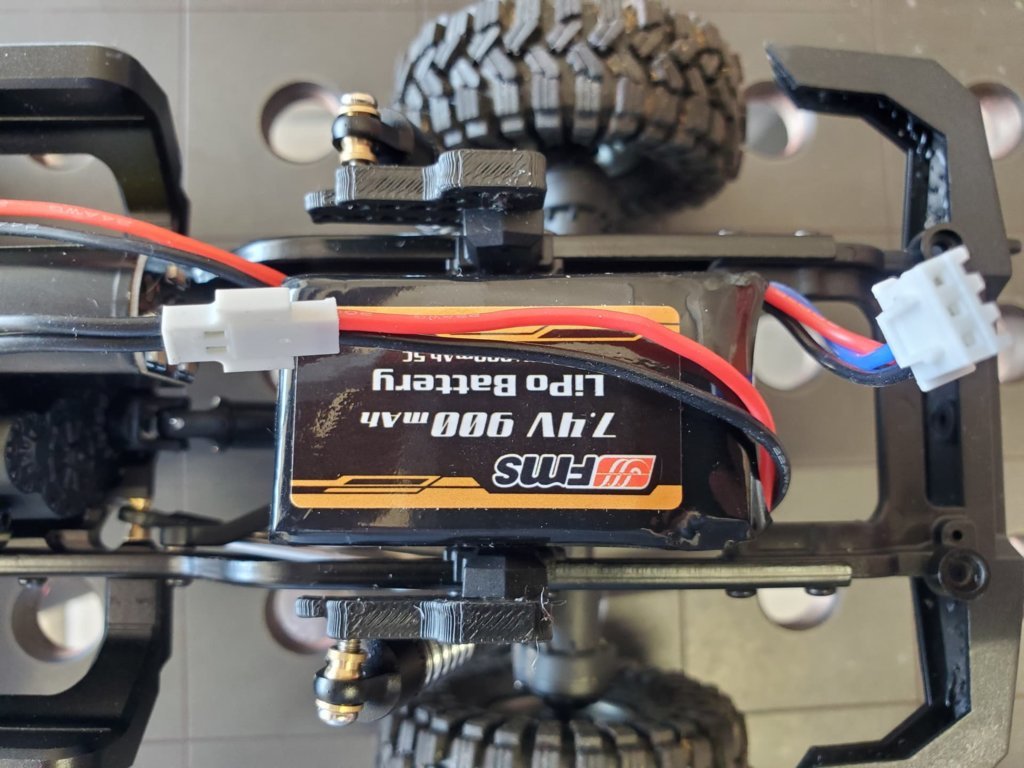 FMS
7.4V 900mAh
LiPo Battery